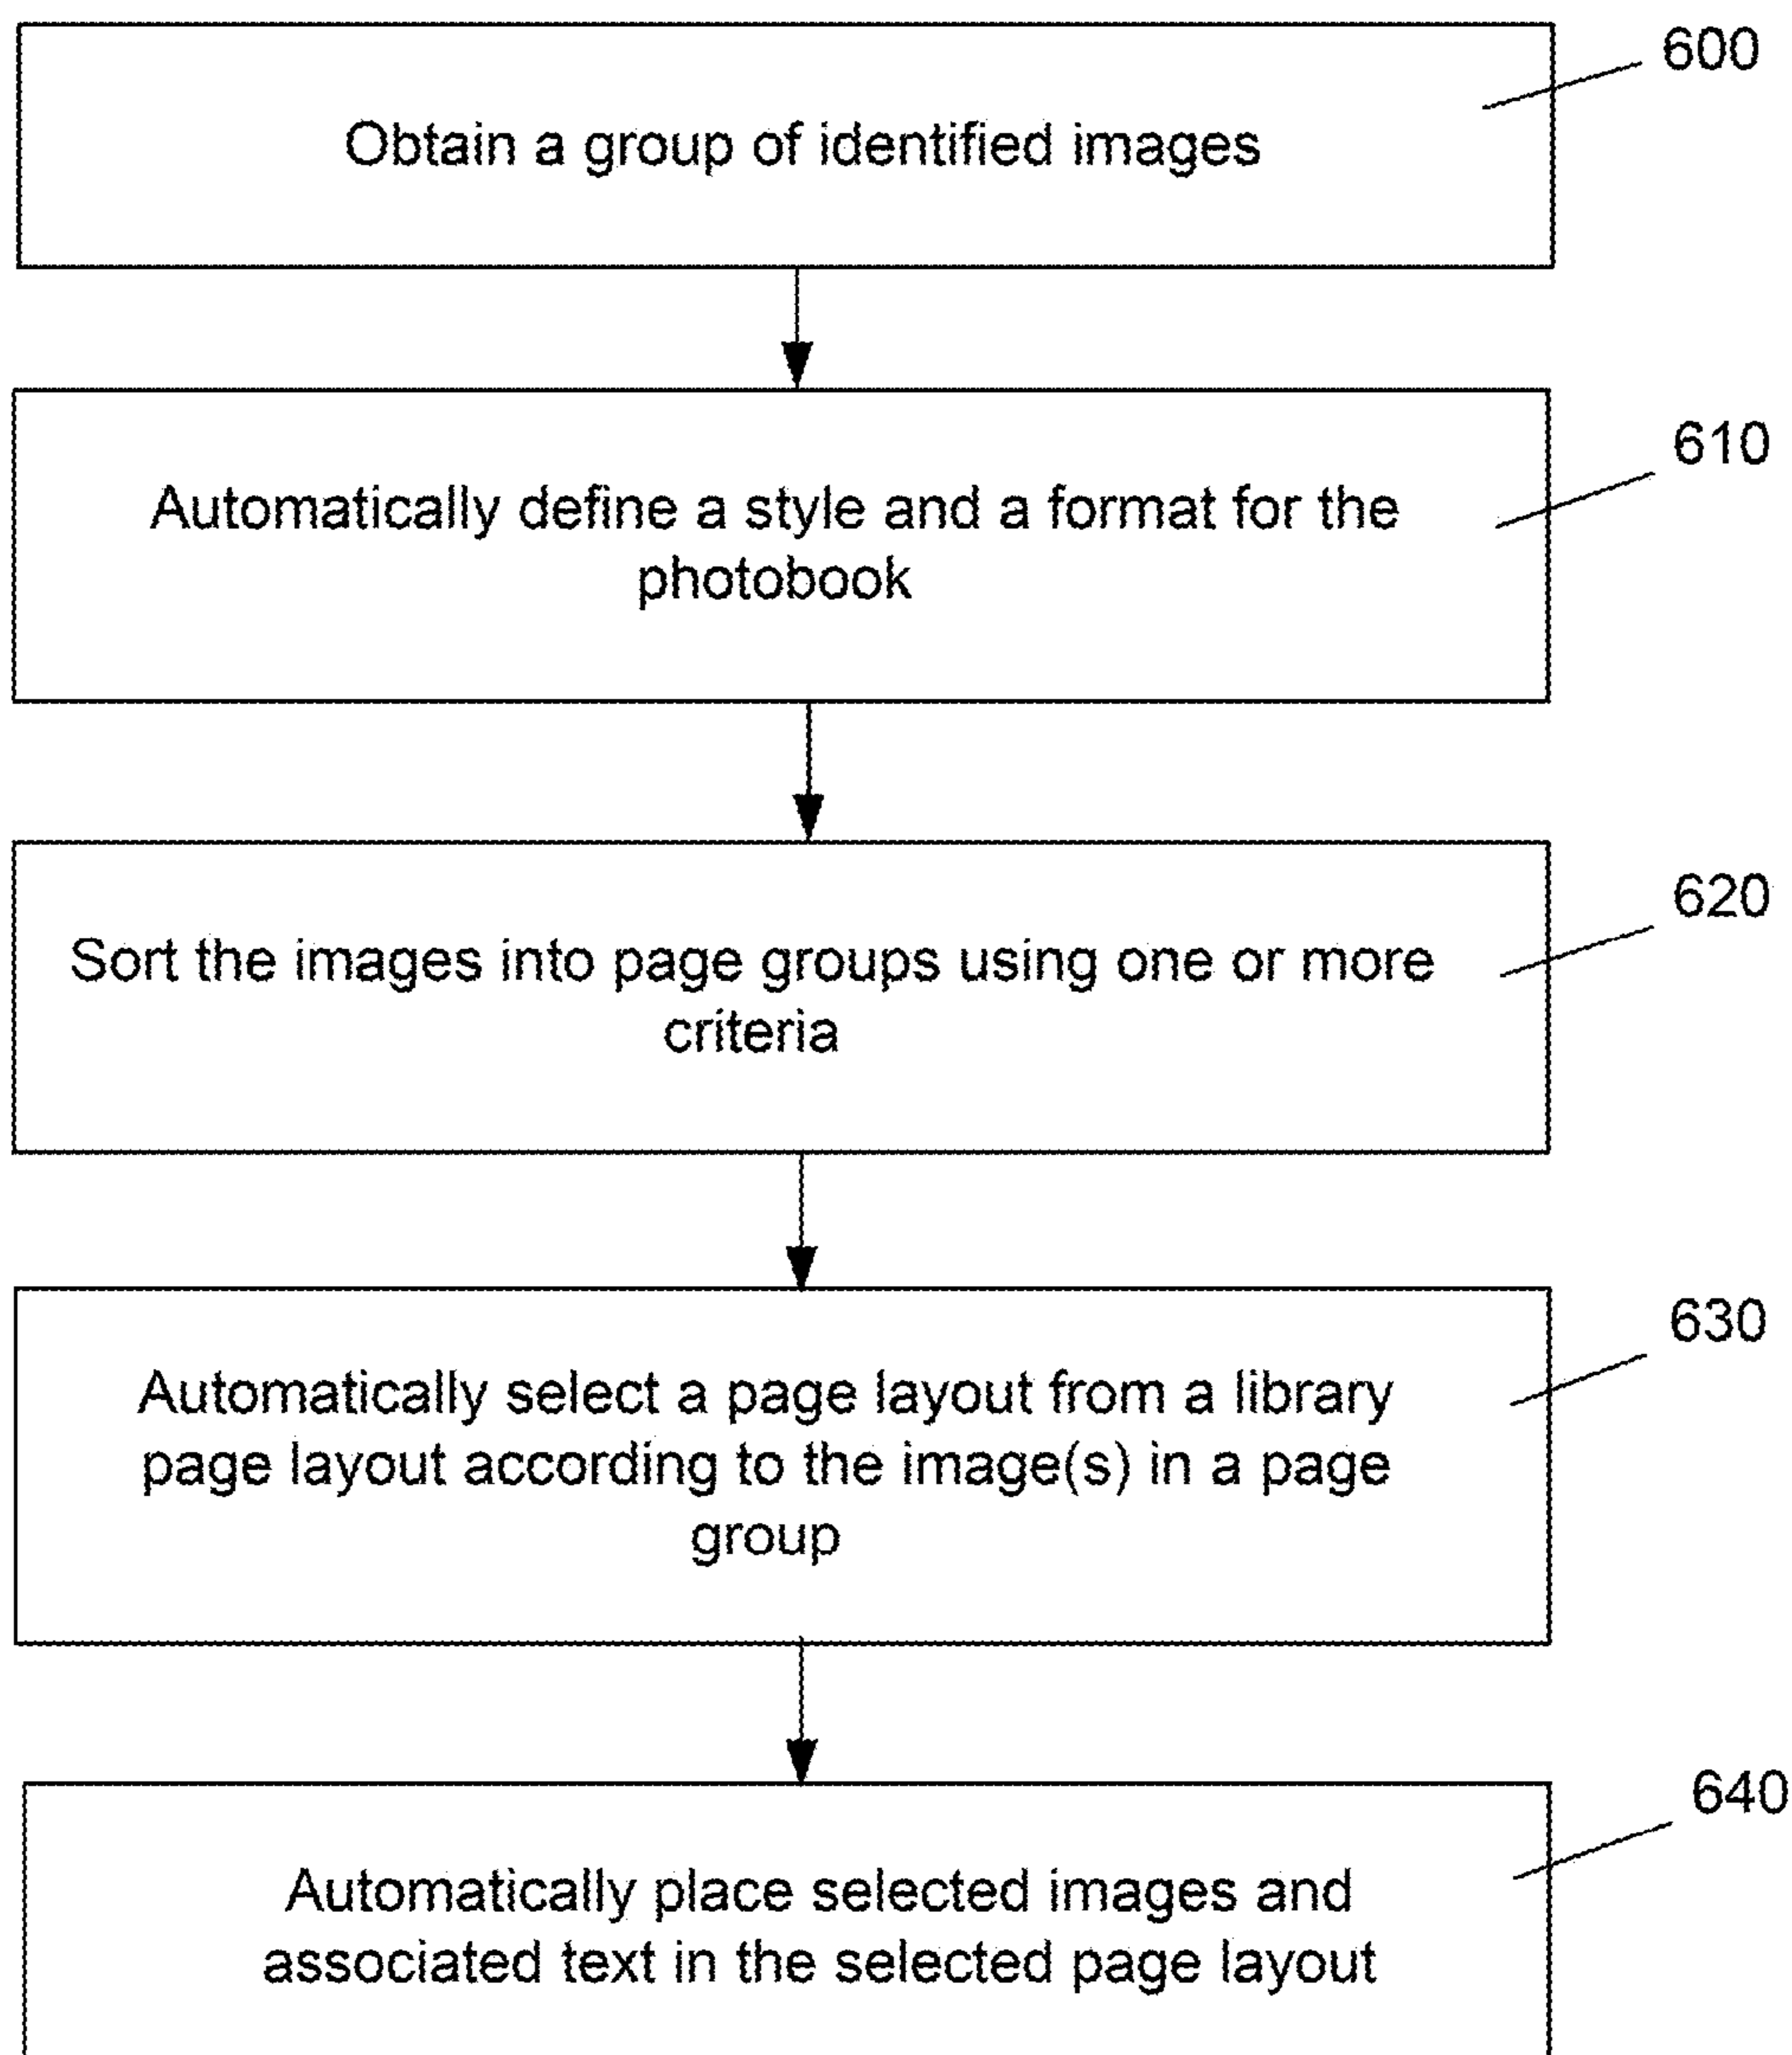 600
Obtain a group of identified images
610
Automatically define a style and a format for the
photobook
620
Sort the images into page groups using one or more
criteria
630
Automatically select a page layout from a library
page layout according to the image(s) in a page
group
640
Automatically place selected images and
associated text in the selected page layout